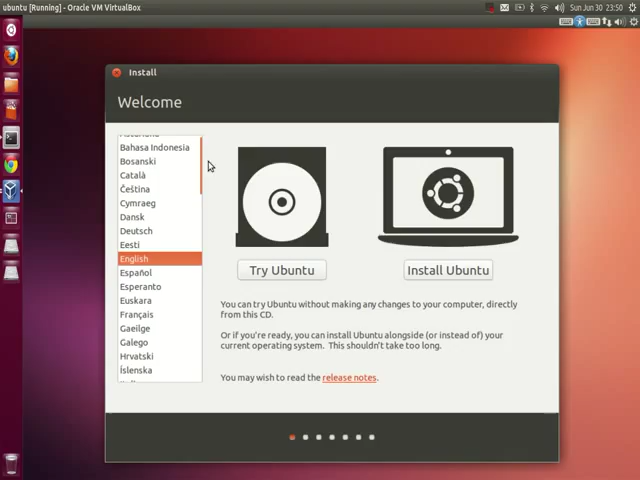 ubuntu [Running] - Oracle VM VirtualBox
Sun Jun 30 23:50
Install
Welcome
Bahasa Indonesia
Bosanski
Català
Čeština
Cymraeg
Dansk
Deutsch
Eesti
English
Español
Esperanto
Euskara
Français
Gaeilge
Galego
Hrvatski
Íslenska
Try Ubuntu
Install Ubuntu
You can try Ubuntu without making any changes to your computer, directly
from this CD.
Or if you're ready, you can install Ubuntu alongside (or instead of) your
current operating system. This shouldn't take too long.
You may wish to read the release notes.